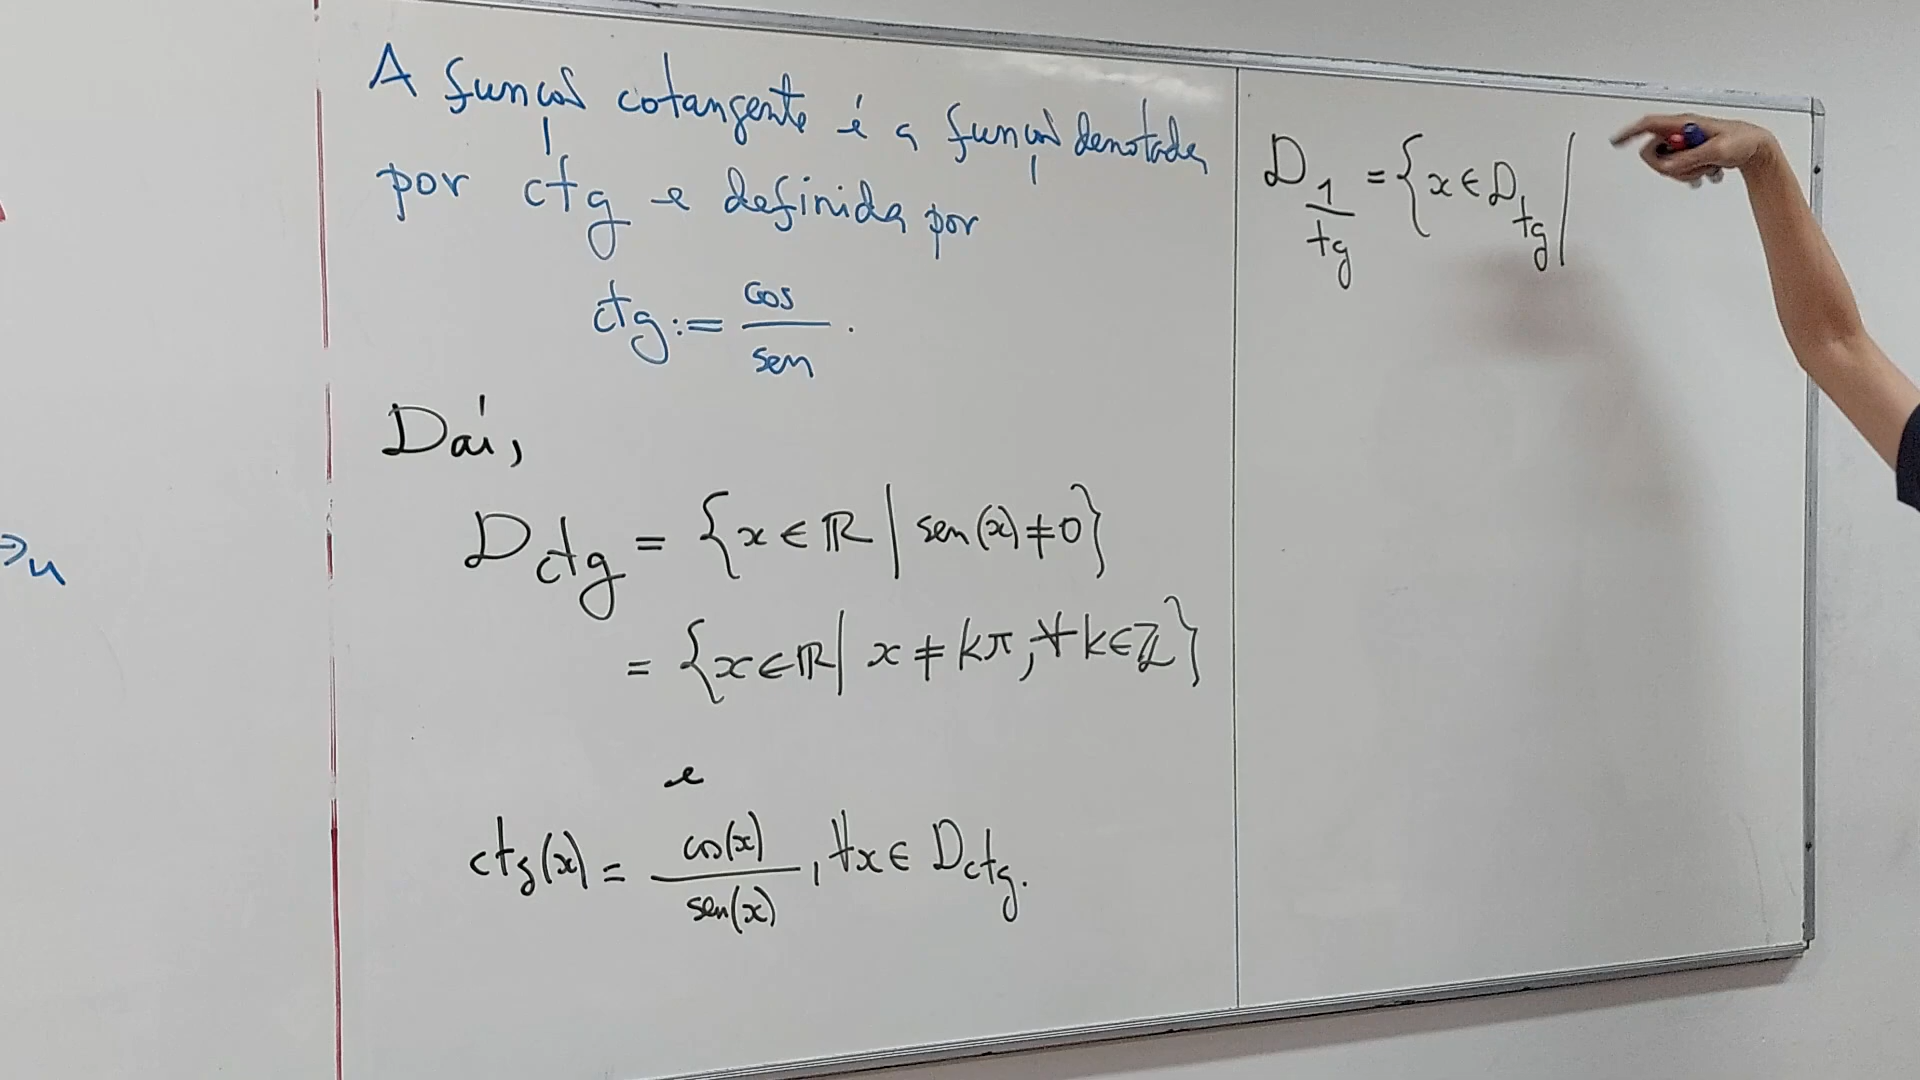 A função cotangente é a função denotada
por ctg e definida por
ctg := cos/sen.
Daí,
D_ctg = {x ∈ ℝ | sen(x) ≠ 0}
= {x ∈ ℝ | x ≠ kπ, ∀ k ∈ ℤ}
e
ctg(x) = cos(x)/sen(x), ∀x ∈ D_ctg.
D_1/tg = {x ∈ D_tg |